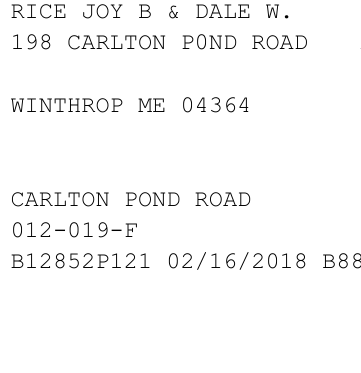 RICE JOY B & DALE W.
198 CARLTON P0ND ROAD
WINTHROP ME 04364
CARLTON POND ROAD
012-019-F
B12852P121 02/16/2018 B88